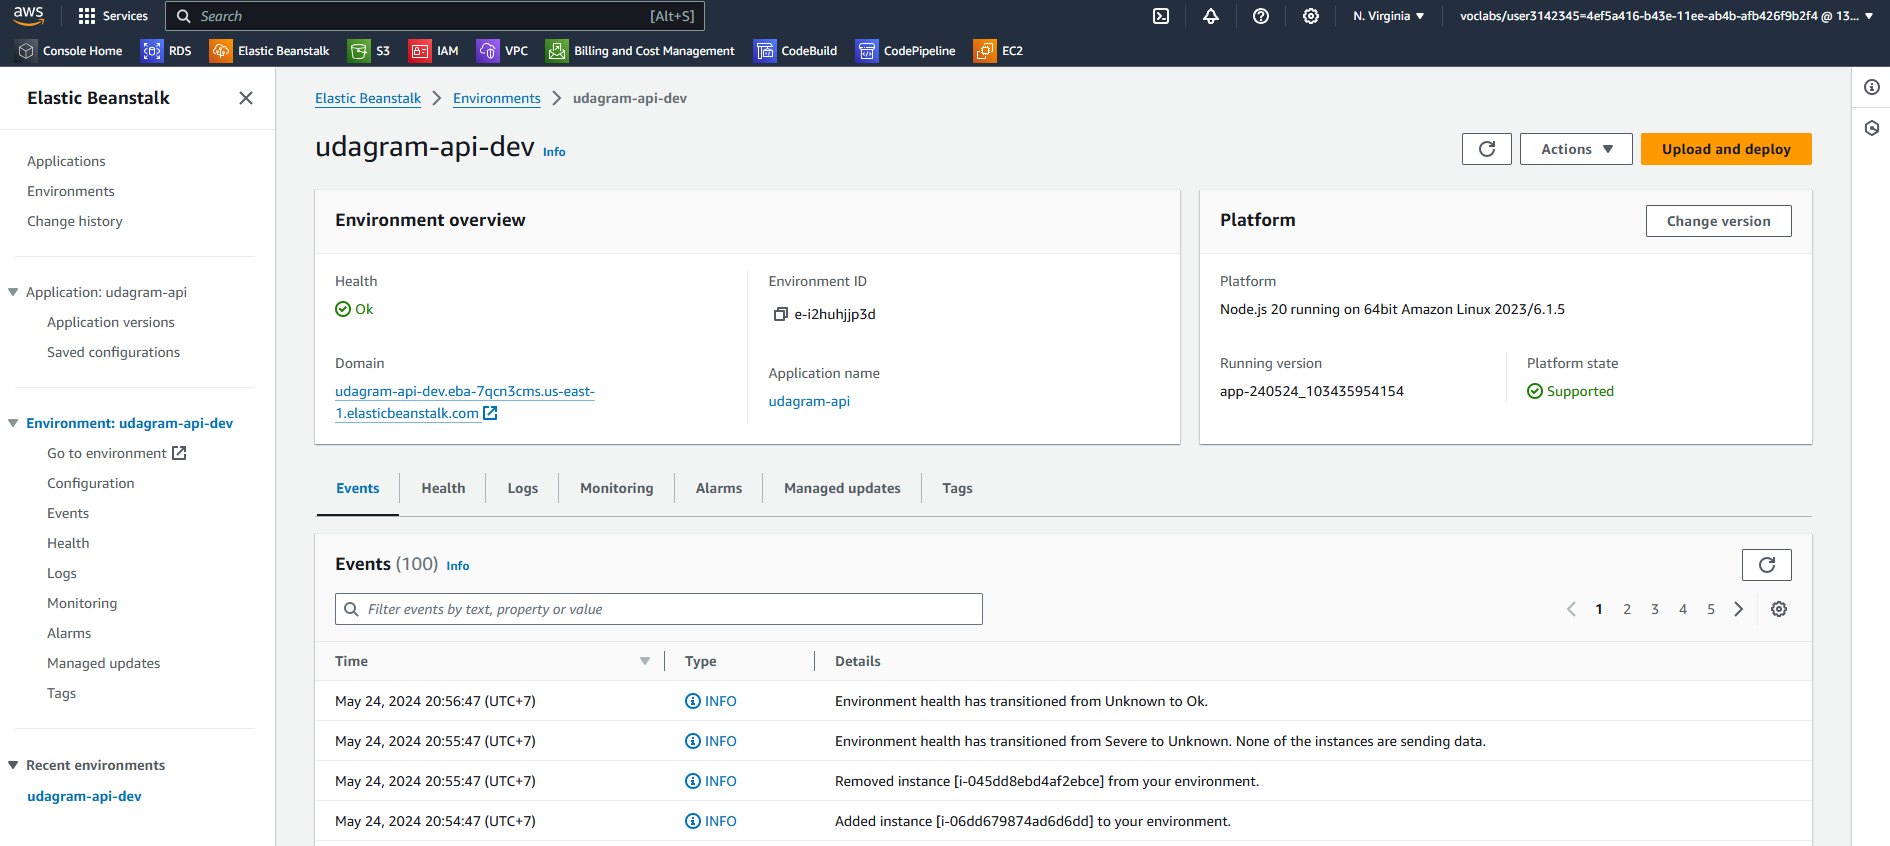 aws
Services
Search [Alt+S]
N. Virginia
voclabs/user3142345=4ef5a416-b43e-11ee-ab4b-afb426f9b2f4 @ 13...
Console Home RDS Elastic Beanstalk S3 IAM VPC Billing and Cost Management CodeBuild CodePipeline EC2
Elastic Beanstalk
Applications
Environments
Change history
Application: udagram-api
Application versions
Saved configurations
Environment: udagram-api-dev
Go to environment
Configuration
Events
Health
Logs
Monitoring
Alarms
Managed updates
Tags
Recent environments
udagram-api-dev
Elastic Beanstalk Environments udagram-api-dev
udagram-api-dev Info
Actions
Upload and deploy
Environment overview
Health
Ok
Domain
udagram-api-dev.eba-7qcn3cms.us-east-
1.elasticbeanstalk.com
Environment ID
e-i2huhjjp3d
Application name
udagram-api
Platform
Change version
Platform
Node.js 20 running on 64bit Amazon Linux 2023/6.1.5
Running version
app-240524_103435954154
Platform state
Supported
Events Health Logs Monitoring Alarms Managed updates Tags
Events (100) Info
Filter events by text, property or value
1 2 3 4 5
Time Type Details
May 24, 2024 20:56:47 (UTC+7) INFO Environment health has transitioned from Unknown to Ok.
May 24, 2024 20:55:47 (UTC+7) INFO Environment health has transitioned from Severe to Unknown. None of the instances are sending data.
May 24, 2024 20:55:47 (UTC+7) INFO Removed instance [i-045dd8ebd4af2ebce] from your environment.
May 24, 2024 20:54:47 (UTC+7) INFO Added instance [i-06dd679874ad6d6dd] to your environment.